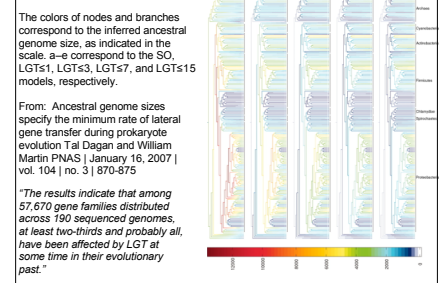 The colors of nodes and branches
correspond to the inferred ancestral
genome size, as indicated in the
scale. a–e correspond to the SO,
LGT≤1, LGT≤3, LGT≤7, and LGT≤15
models, respectively.
From: Ancestral genome sizes
specify the minimum rate of lateral
gene transfer during prokaryote
evolution Tal Dagan and William
Martin PNAS | January 16, 2007 |
vol. 104 | no. 3 | 870-875
"The results indicate that among
57,670 gene families distributed
across 190 sequenced genomes,
at least two-thirds and probably all,
have been affected by LGT at
some time in their evolutionary
past."
Archaea
Cyanobacteria
Actinobacteria
Firmicutes
Chlamydiae
Spirochaetes
Proteobacteria
12000
10000
8000
6000
4000
2000
0